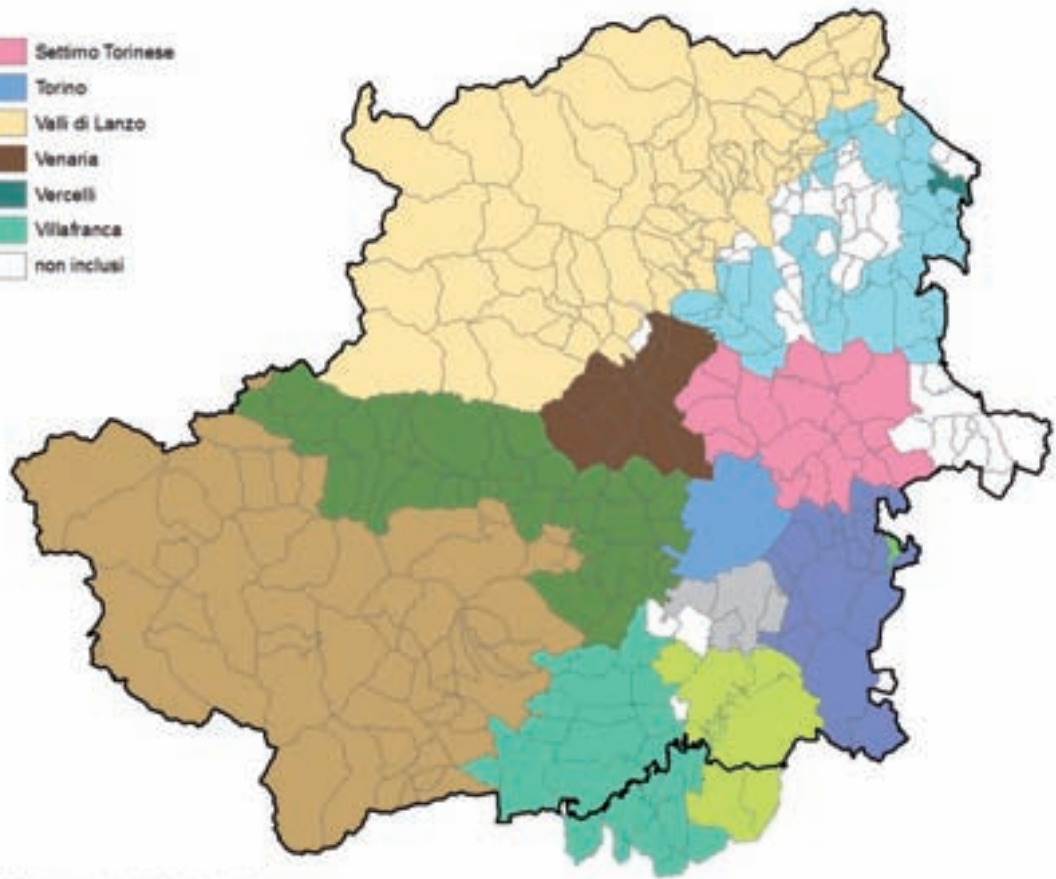 Settimo Torinese
Torino
Valli di Lanzo
Venaria
Vercelli
Villafranca
non inclusi